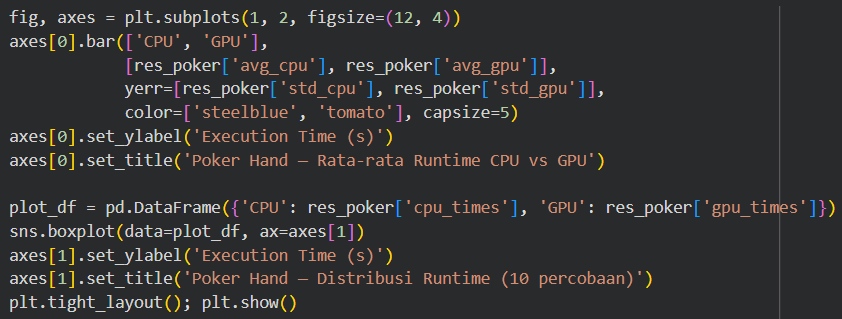 fig, axes = plt.subplots(1, 2, figsize=(12, 4))
axes[0].bar(['CPU', 'GPU'],
            [res_poker['avg_cpu'], res_poker['avg_gpu']],
            yerr=[res_poker['std_cpu'], res_poker['std_gpu']],
            color=['steelblue', 'tomato'], capsize=5)
axes[0].set_ylabel('Execution Time (s)')
axes[0].set_title('Poker Hand — Rata-rata Runtime CPU vs GPU')

plot_df = pd.DataFrame({'CPU': res_poker['cpu_times'], 'GPU': res_poker['gpu_times']})
sns.boxplot(data=plot_df, ax=axes[1])
axes[1].set_ylabel('Execution Time (s)')
axes[1].set_title('Poker Hand — Distribusi Runtime (10 percobaan)')
plt.tight_layout(); plt.show()